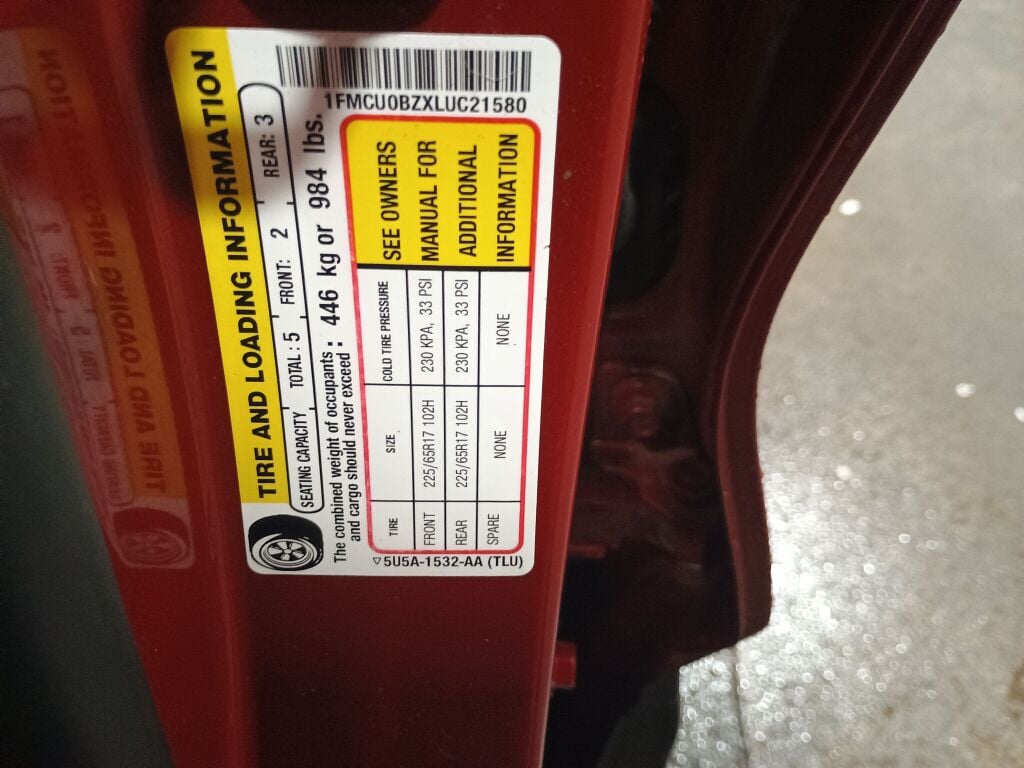 TIRE AND LOADING INFORMATION
SEATING CAPACITY TOTAL: 5 FRONT: 2 REAR: 3
The combined weight of occupants : 446 kg or 984 lbs.
and cargo should never exceed
1FMCU0BZXLUC21580
TIRE SIZE COLD TIRE PRESSURE
FRONT 225/65R17 102H 230 KPA, 33 PSI
REAR 225/65R17 102H 230 KPA, 33 PSI
SPARE NONE NONE
SEE OWNERS
MANUAL FOR
ADDITIONAL
INFORMATION
5U5A-1532-AA (TLU)